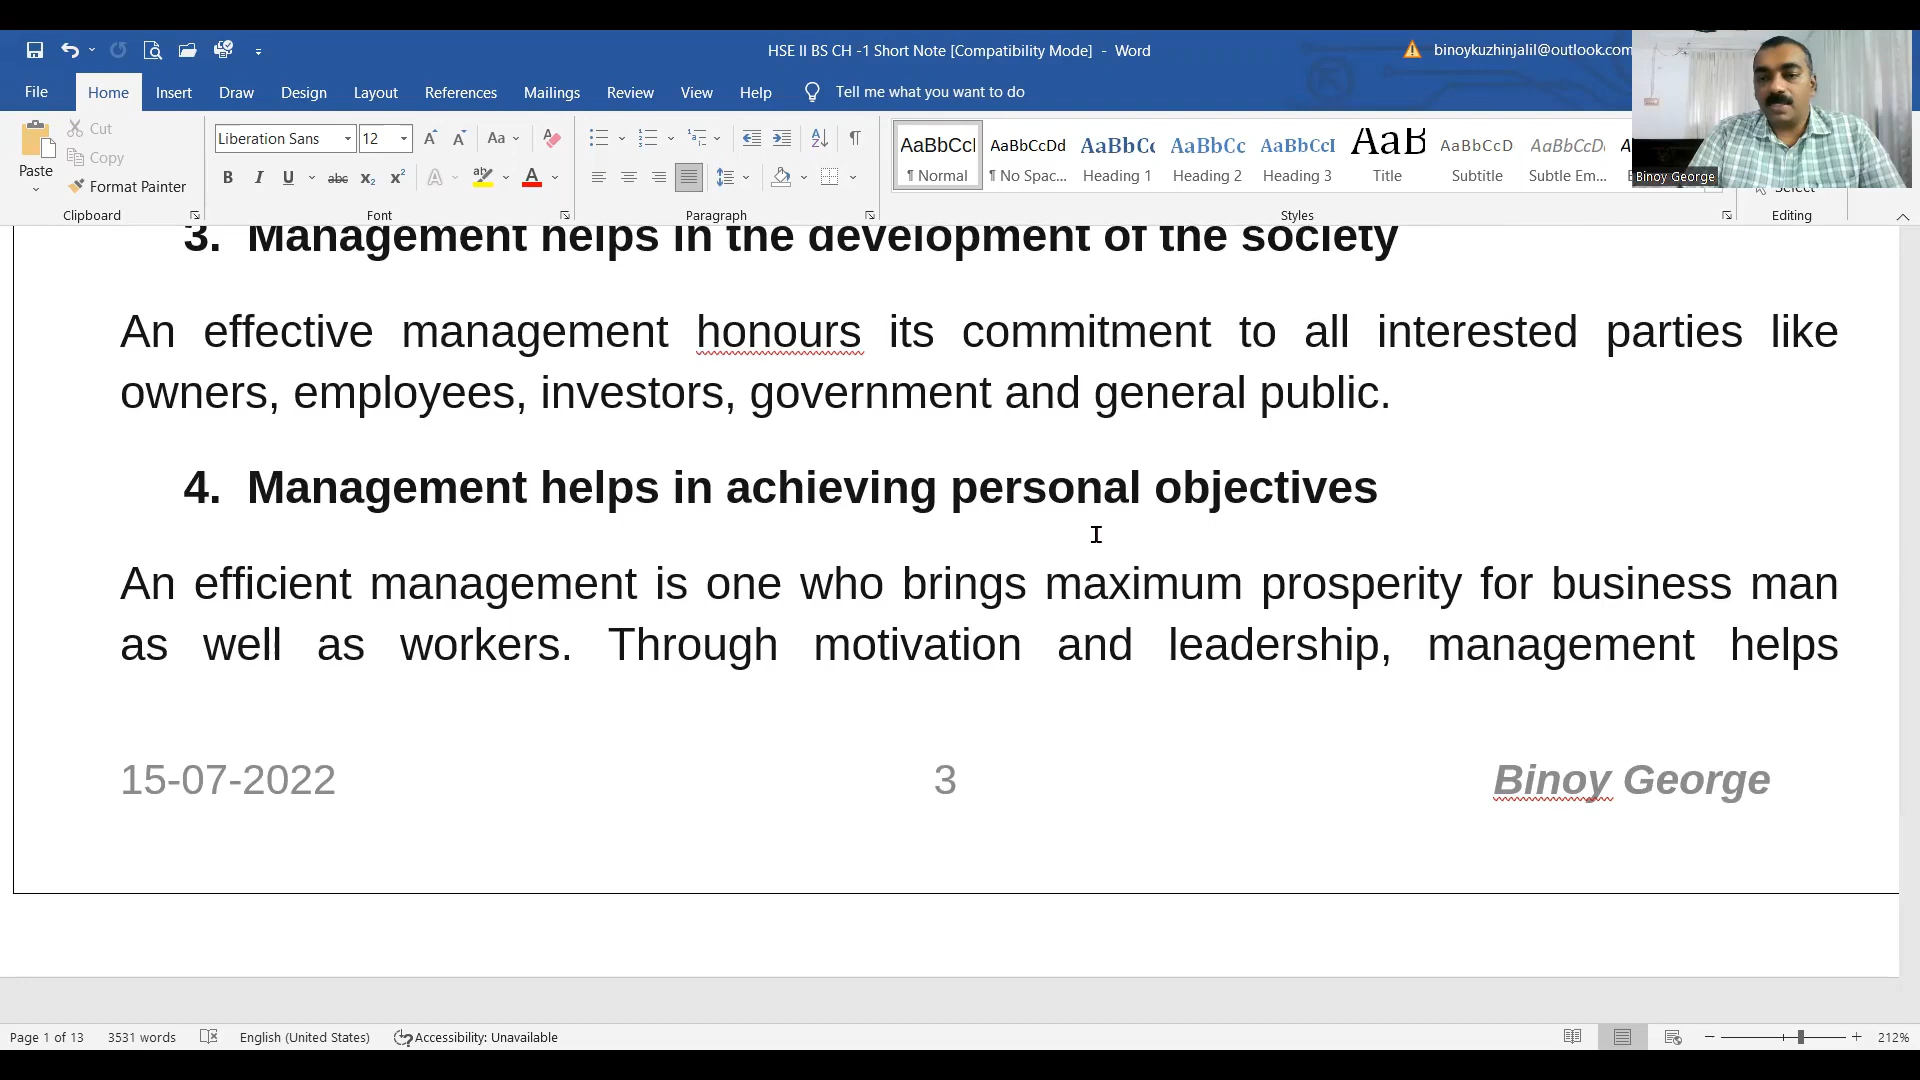 HSE II BS CH -1 Short Note [Compatibility Mode] - Word
binoykuzhinjalil@outlook.com
File Home Insert Draw Design Layout References Mailings Review View Help Tell me what you want to do
Paste
Cut
Copy
Format Painter
Clipboard
Liberation Sans 12
Font
Paragraph
AaBbCcI AaBbCcDd AaBbCc AaBbCc AaBbCcI AaB AaBbCcD AaBbCcDc
¶ Normal ¶ No Spac... Heading 1 Heading 2 Heading 3 Title Subtitle Subtle Em...
Styles
Select
Editing
Binoy George
3. Management helps in the development of the society
An effective management honours its commitment to all interested parties like
owners, employees, investors, government and general public.
4. Management helps in achieving personal objectives
An efficient management is one who brings maximum prosperity for business man
as well as workers. Through motivation and leadership, management helps
15-07-2022 3 Binoy George
Page 1 of 13 3531 words English (United States) Accessibility: Unavailable 212%